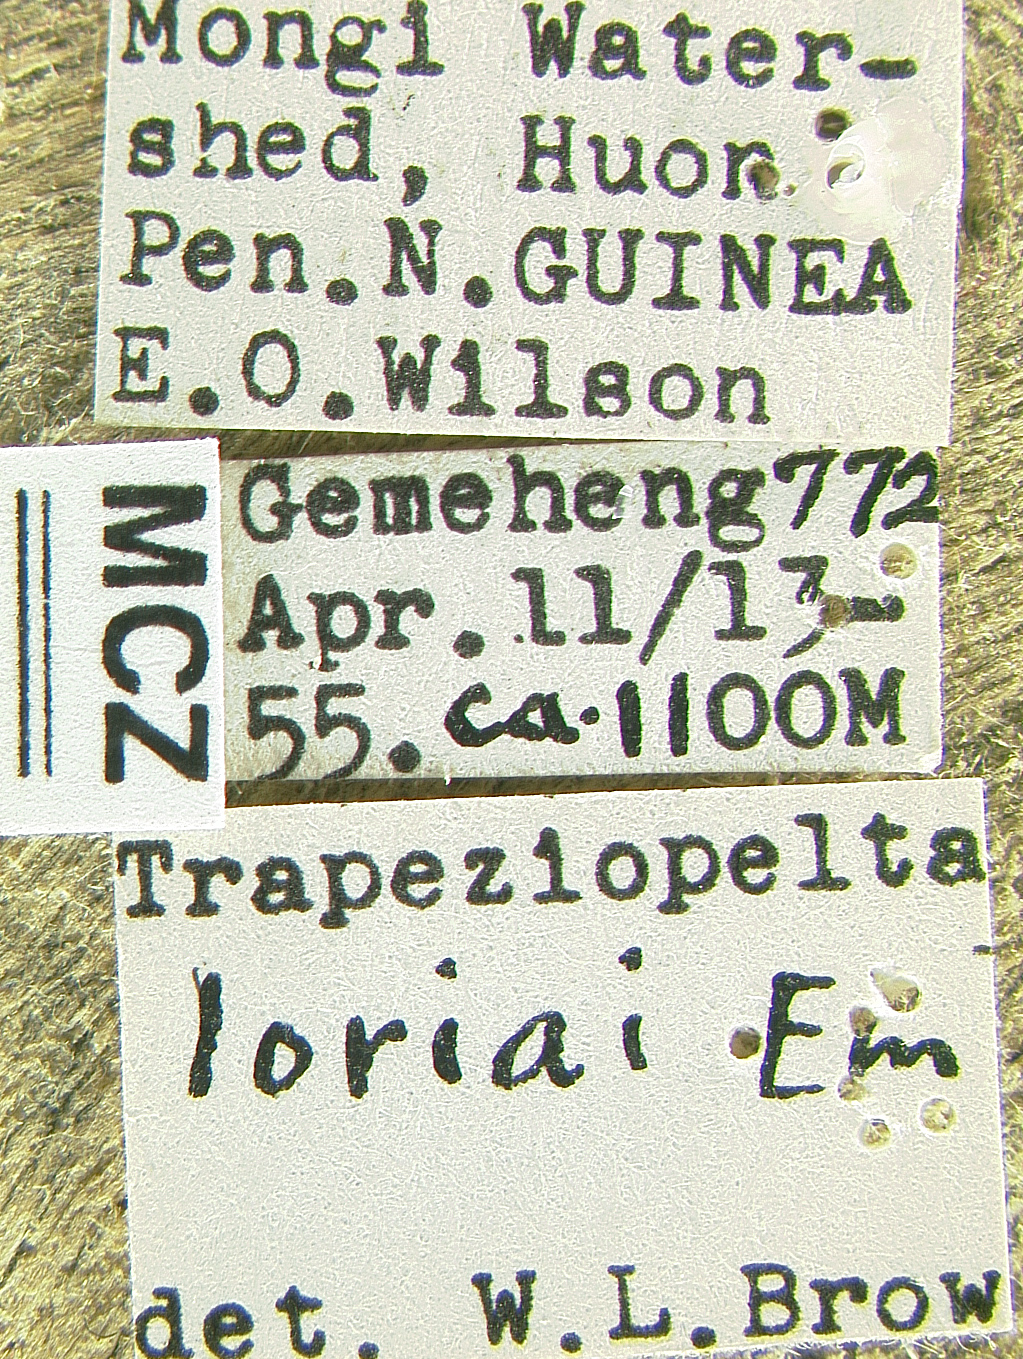 Mongi Water-
shed, Huon
Pen.N.GUINEA
E.O.Wilson
MCZ
Gemeheng 772
Apr.11/13,
55. ca. 1100M
Trapeziopelta
loriai Em
det. W.L.Brow